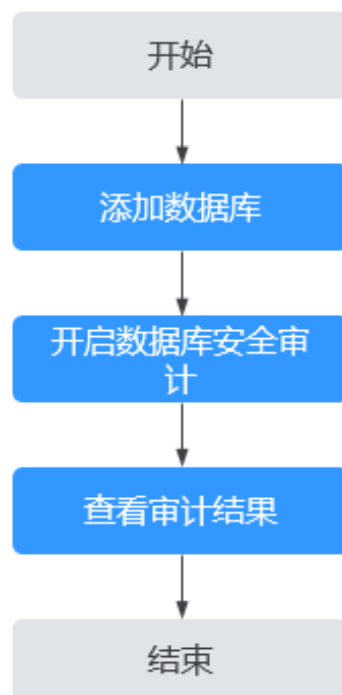 开始
添加数据库
开启数据库安全审
计
查看审计结果
结束